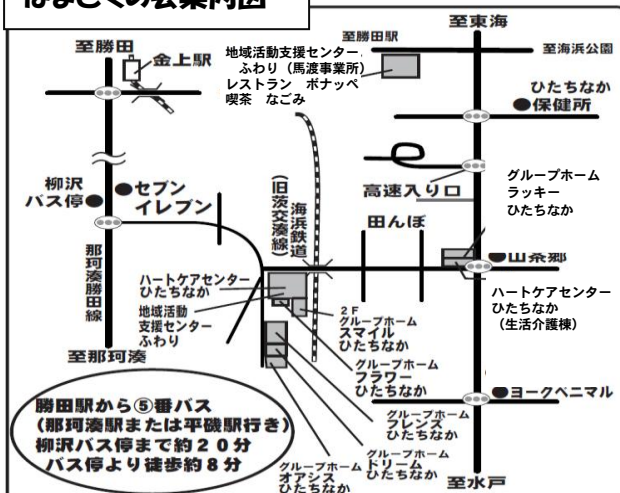 はまぎくの会案内図
至東海
至勝田
金上駅
至勝田駅
至海浜公園
地域活動支援センター
ふわり（馬渡事業所）
レストラン ボナッペ
喫茶 なごみ
ひたちなか
●保健所
柳沢
バス停●
●セブン
イレブン
海浜鉄道
(旧茨交湊線)
高速入り口
グループホーム
ラッキー
ひたちなか
田んぼ
那珂湊勝田線
●山茶郷
ハートケアセンター
ひたちなか
地域活動
支援センター
ふわり
ハートケアセンター
ひたちなか
（生活介護棟）
2F
グループホーム
スマイル
ひたちなか
至那珂湊
グループホーム
フラワー
ひたちなか
●ヨークベニマル
勝田駅から⑤番バス
(那珂湊駅または平磯駅行き)
柳沢バス停まで約２０分
バス停より徒歩約８分
グループホーム
フレンズ
ひたちなか
グループホーム
ドリーム
ひたちなか
グループホーム
オアシス
ひたちなか
至水戸